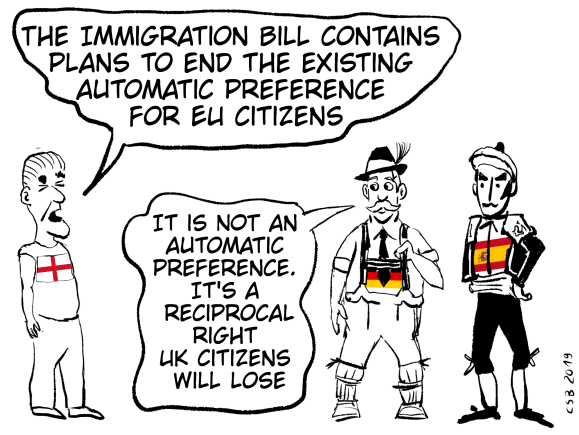 THE IMMIGRATION BILL CONTAINS
PLANS TO END THE EXISTING
AUTOMATIC PREFERENCE
FOR EU CITIZENS
IT IS NOT AN
AUTOMATIC
PREFERENCE.
IT'S A
RECIPROCAL
RIGHT
UK CITIZENS
WILL LOSE
CSB 2019